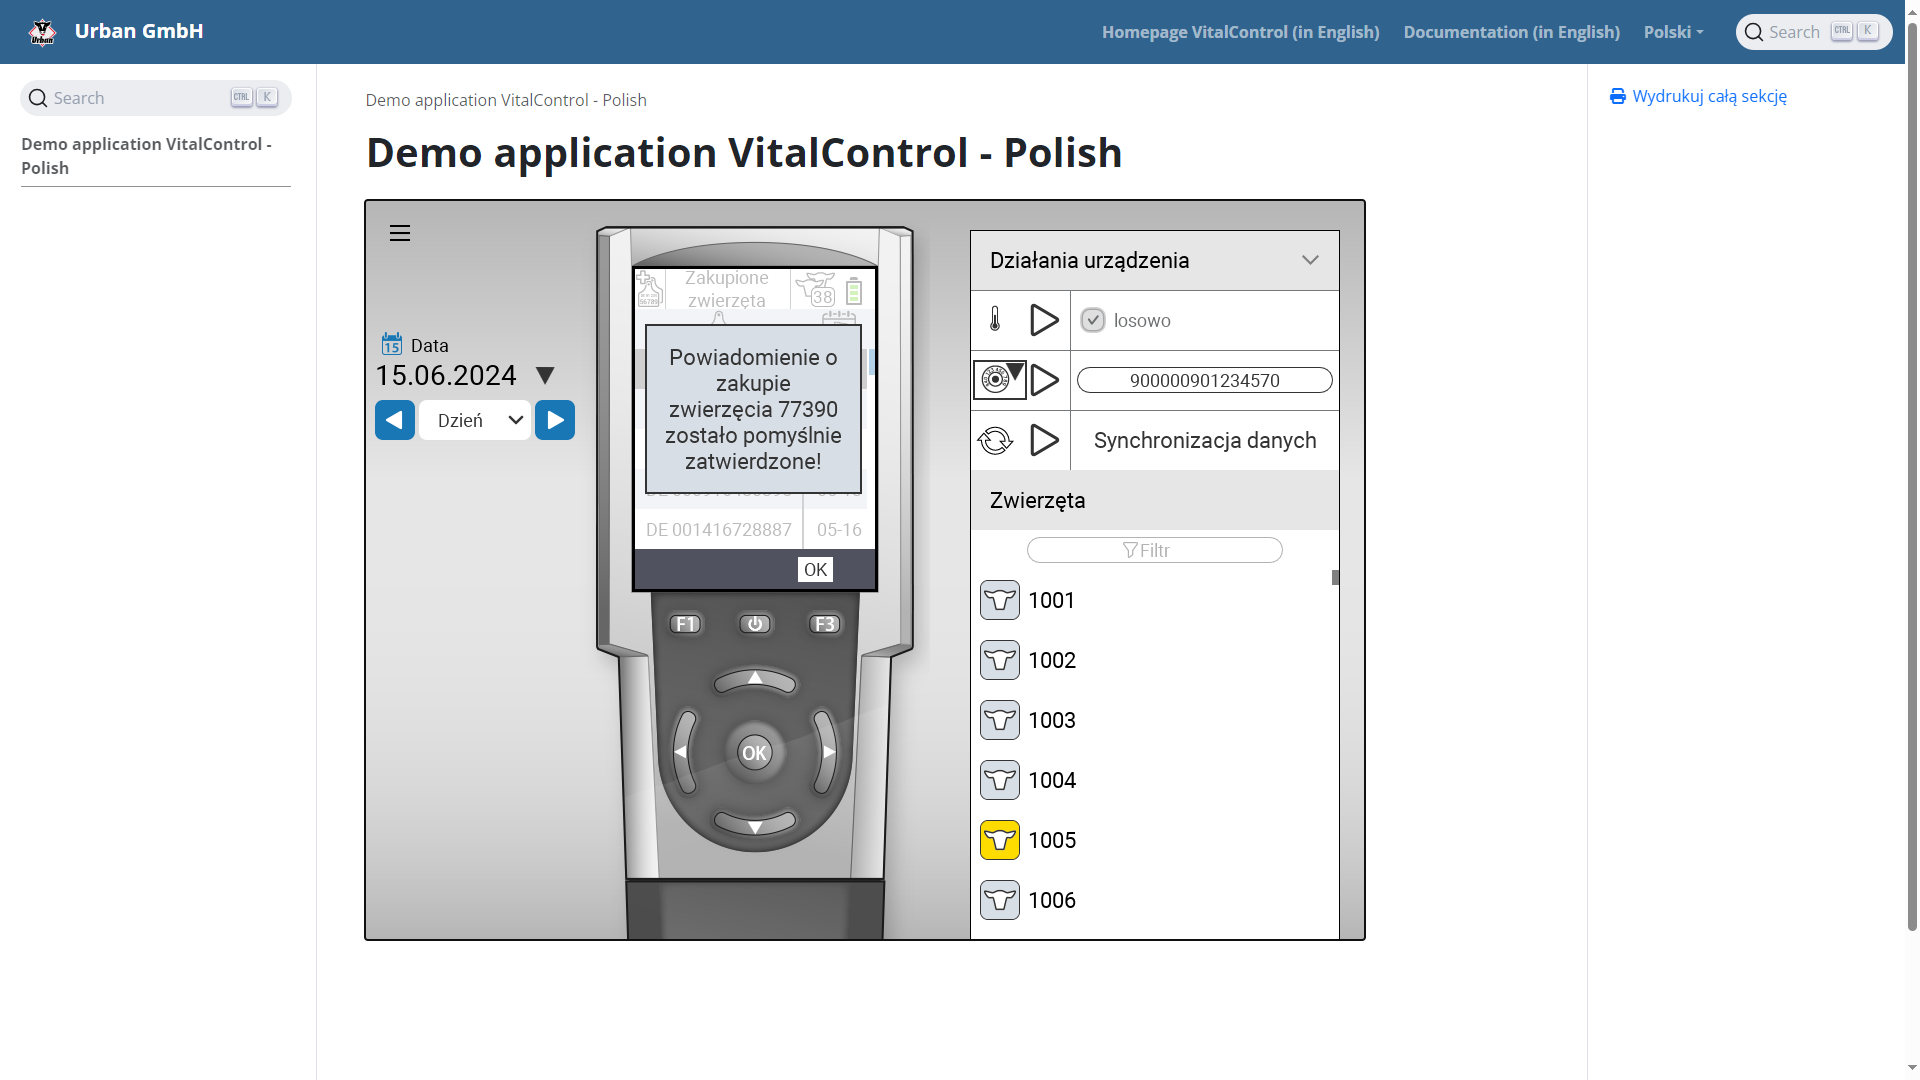 Urban GmbH
Homepage VitalControl (in English)
Documentation (in English)
Polski
Search CTRL K
Search CTRL K
Demo application VitalControl -
Polish
Demo application VitalControl - Polish
Wydrukuj całą sekcję
Demo application VitalControl - Polish
Data
15
15.06.2024
Dzień
Zakupione
zwierzęta
38
Powiadomienie o
zakupie
zwierzęcia 77390
zostało pomyślnie
zatwierdzone!
DE 001416728887 05-16
OK
F1
F3
OK
Działania urządzenia
losowo
900000901234570
Synchronizacja danych
Zwierzęta
Filtr
1001
1002
1003
1004
1005
1006